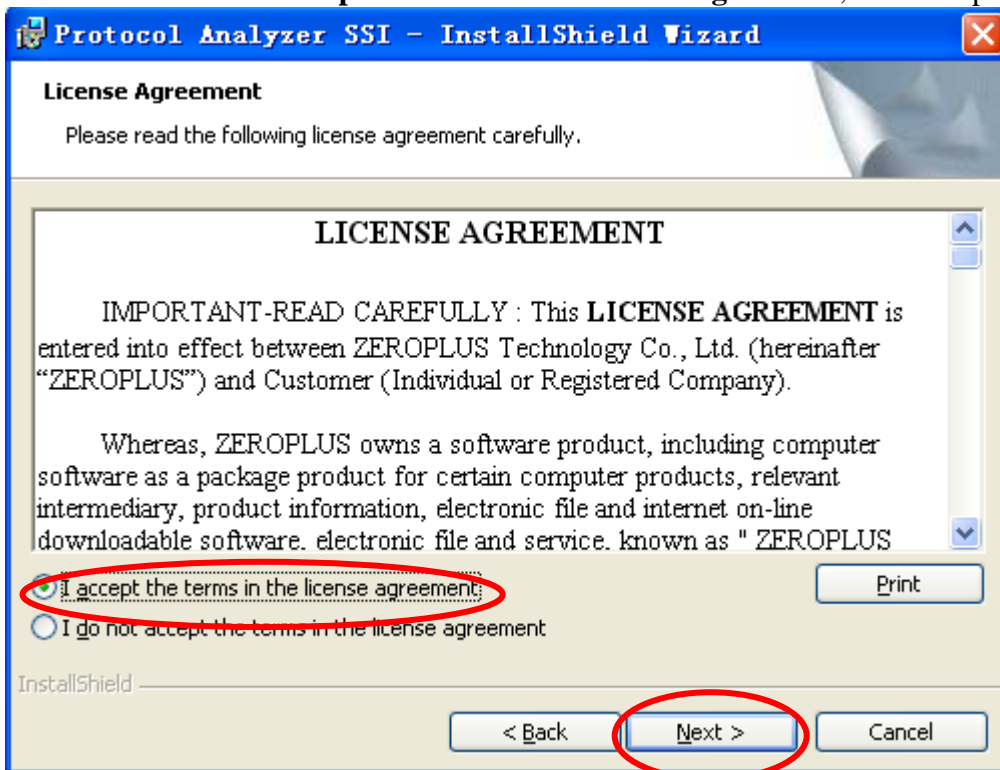 Protocol Analyzer SSI - InstallShield Wizard
License Agreement
Please read the following license agreement carefully.
LICENSE AGREEMENT
IMPORTANT-READ CAREFULLY : This LICENSE AGREEMENT is
entered into effect between ZEROPLUS Technology Co., Ltd. (hereinafter
“ZEROPLUS”) and Customer (Individual or Registered Company).
Whereas, ZEROPLUS owns a software product, including computer
software as a package product for certain computer products, relevant
intermediary, product information, electronic file and internet on-line
downloadable software, electronic file and service, known as " ZEROPLUS
I accept the terms in the license agreement
Print
I do not accept the terms in the license agreement
InstallShield
< Back Next > Cancel